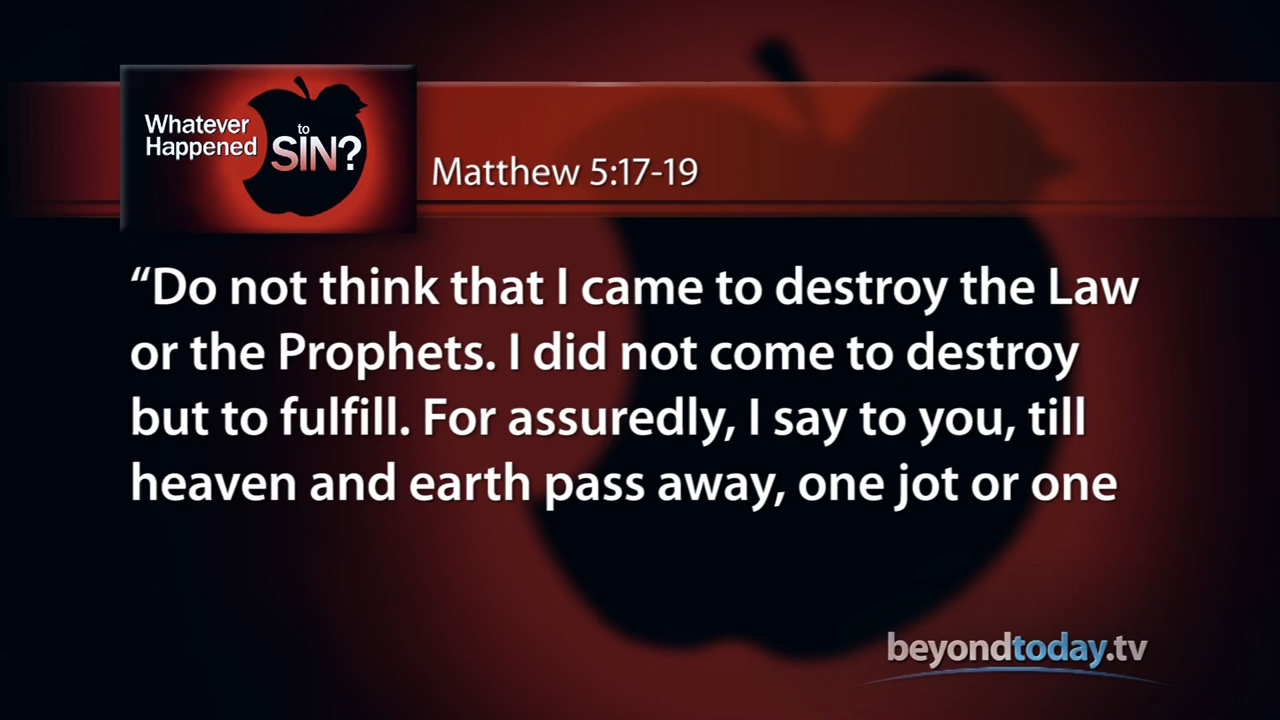 Whatever
Happened
to
SIN?
Matthew 5:17-19
“Do not think that I came to destroy the Law
or the Prophets. I did not come to destroy
but to fulfill. For assuredly, I say to you, till
heaven and earth pass away, one jot or one
beyondtoday.tv